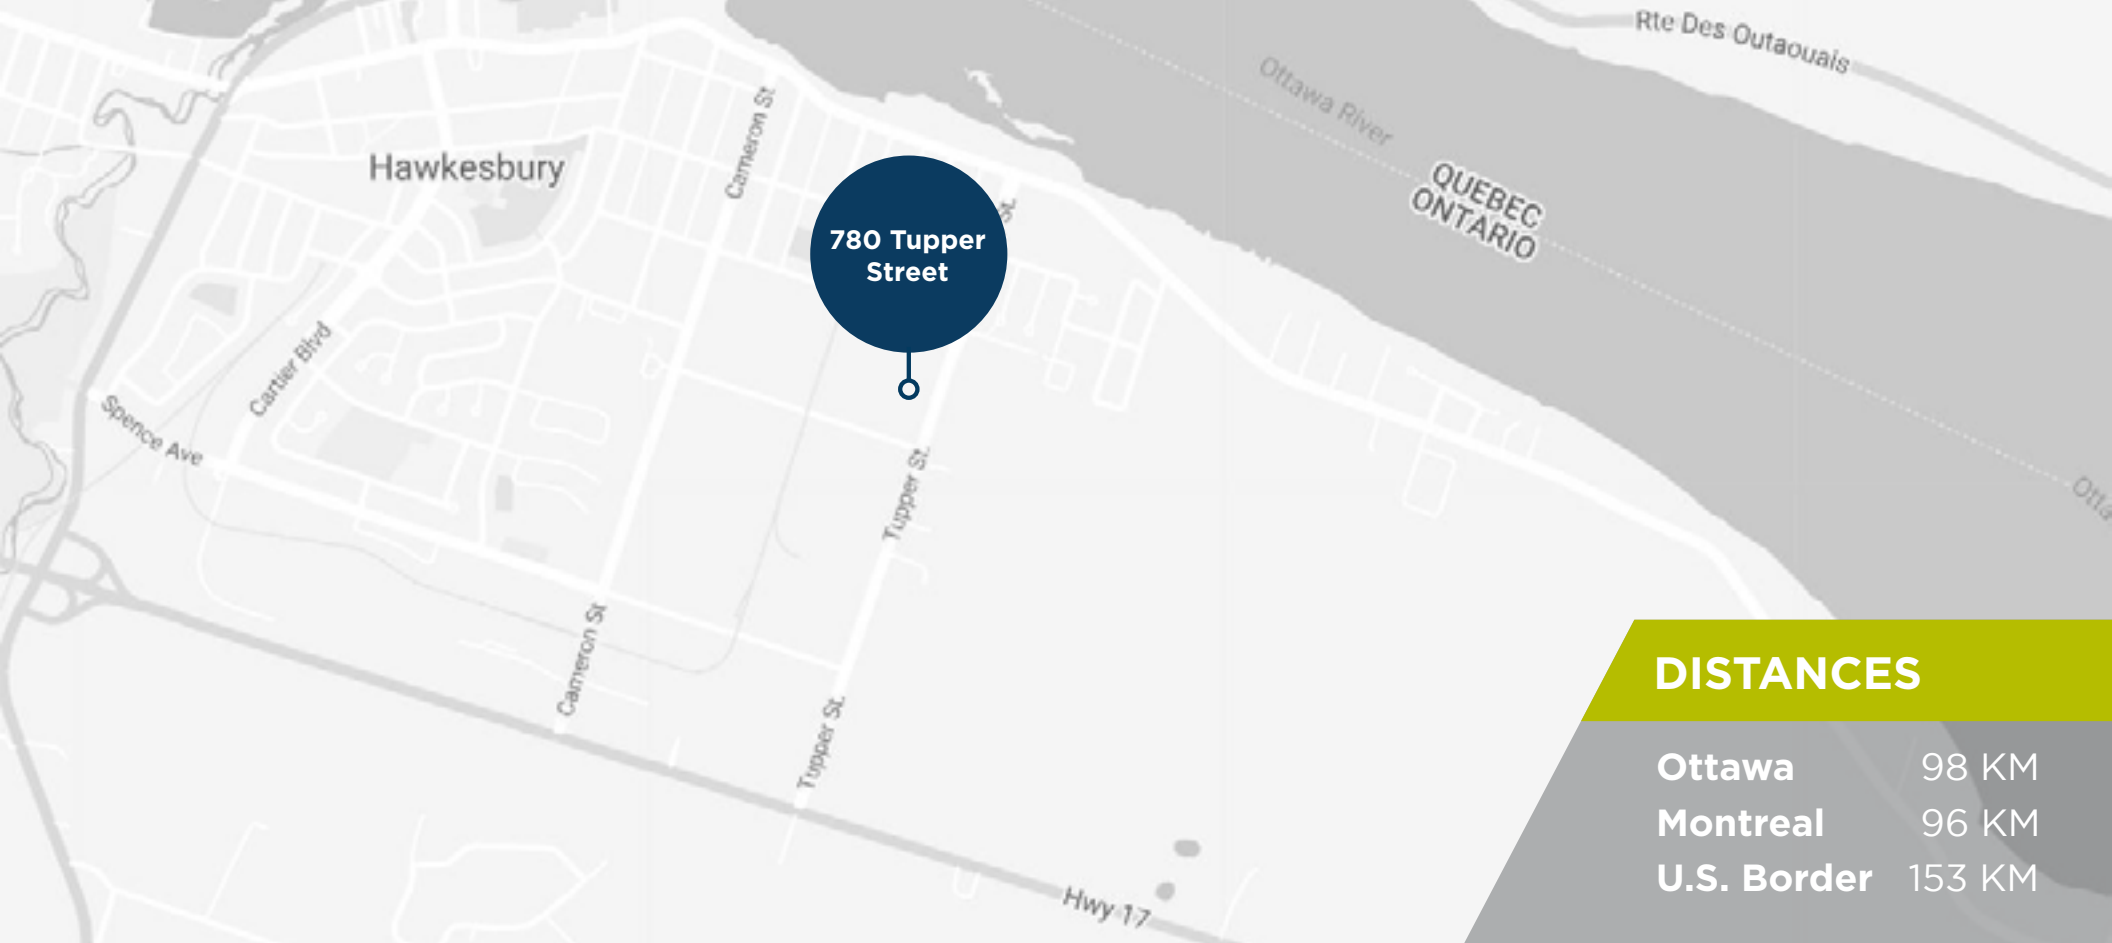 Rte Des Outaouais
Ottawa River
Cameron St
Hawkesbury
QUEBEC
ONTARIO
St.
780 Tupper
Street
Cartier Blvd
Spence Ave
Tupper St.
Cameron St
Tupper St.
Hwy 17
DISTANCES
Ottawa 98 KM
Montreal 96 KM
U.S. Border 153 KM